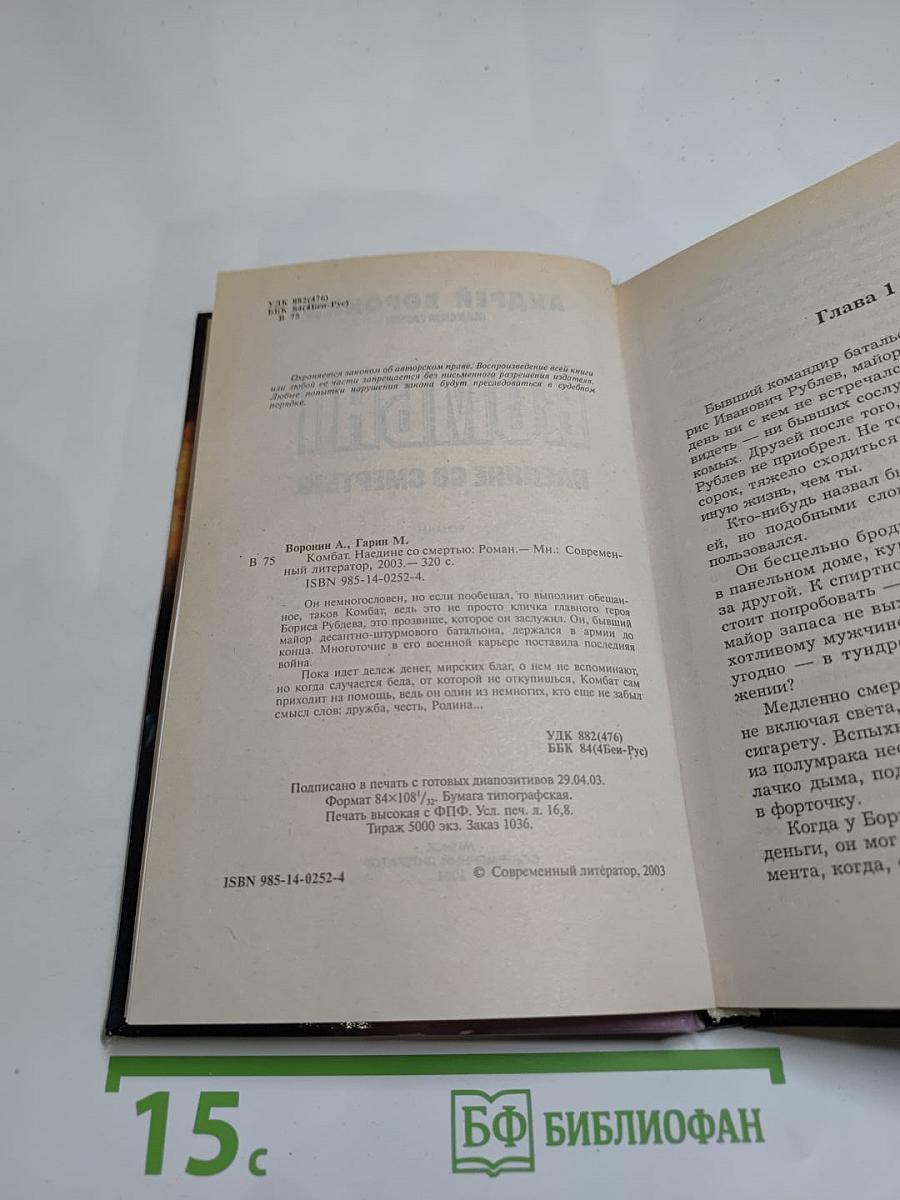 УДК 882(476)
ББК 84(4Беи-Рус)
В 75
Охраняется законом об авторском праве. Воспроизведение всей книги
или любой ее части запрещается без письменного разрешения издателя.
Любые попытки нарушения закона будут преследоваться в судебном
порядке.
Воронин А., Гарин М.
В 75 Комбат. Наедине со смертью: Роман.— Мн.: Современ-
ный литератор, 2003.— 320 с.
ISBN 985-14-0252-4.
Он немногословен, но если пообещал, то выполнит обещан-
ное, таков Комбат, ведь это не просто кличка главного героя
Бориса Рублева, это прозвище, которое он заслужил. Он, бывший
майор десантно-штурмового батальона, держался в армии до
конца. Многоточие в его военной карьере поставила последняя
война.
Пока идет дележ денег, мирских благ, о нем не вспоминают,
но когда случается беда, от которой не откупишься, Комбат сам
приходит на помощь, ведь он один из немногих, кто еще не забыл
смысл слов: дружба, честь, Родина...
УДК 882(476)
ББК 84(4Беи-Рус)
Подписано в печать с готовых диапозитивов 29.04.03.
Формат 84×108¹/₃₂. Бумага типографская.
Печать высокая с ФПФ. Усл. печ. л. 16,8.
Тираж 5000 экз. Заказ 1036.
ISBN 985-14-0252-4
© Современный литератор, 2003
Глава 1
Бывший командир батальо
рис Иванович Рублев, майор
день ни с кем не встречался
видеть — ни бывших сослу
комых. Друзей после того,
Рублев не приобрел. Не то
сорок, тяжело сходиться
иную жизнь, чем ты.
Кто-нибудь назвал б
ей, но подобными сло
пользовался.
Он бесцельно брод
в панельном доме, ку
за другой. К спиртно
стоит попробовать —
майор запаса не вы
хотливому мужчине
угодно — в тундр
жении?
Медленно смер
не включая света,
сигарету. Вспых
из полумрака нес
лачко дыма, по
в форточку.
Когда у Бор
деньги, он мог
мента, когда,
15 с
БФ БИБЛИОФАН